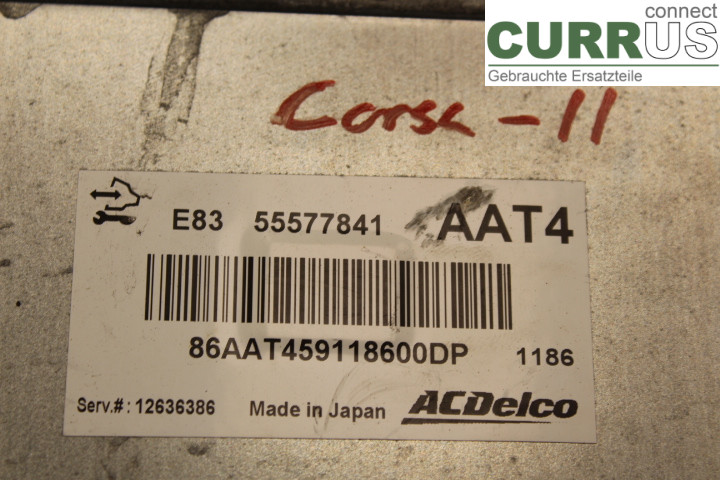 connect
CURRUS
Gebrauchte Ersatzteile
Corsa - 11
E83 55577841 AAT4
86AAT459118600DP 1186
Serv.#: 12636386 Made in Japan ACDelco